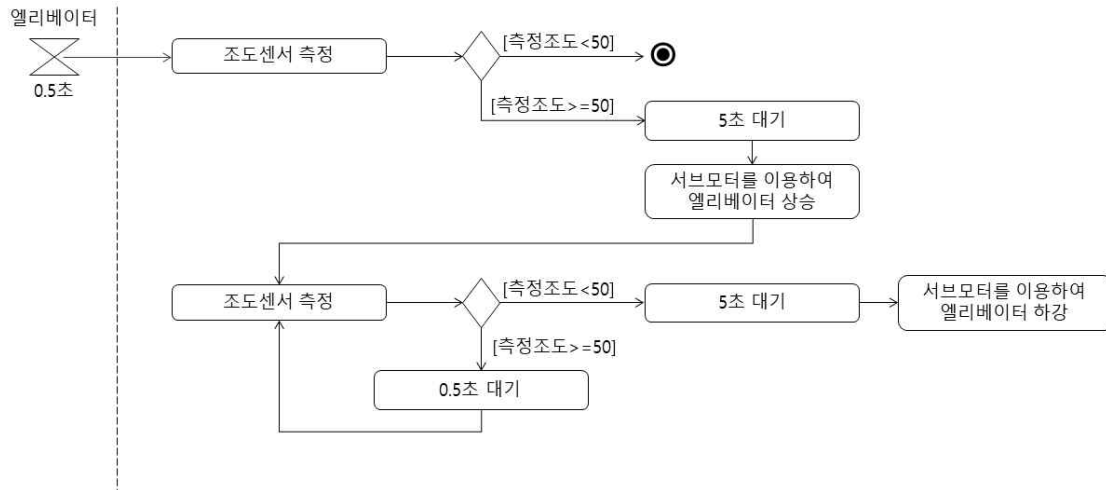 엘리베이터
0.5초
조도센서 측정
[측정조도<50]
[측정조도>=50]
5초 대기
서브모터를 이용하여
엘리베이터 상승
조도센서 측정
[측정조도<50]
5초 대기
서브모터를 이용하여
엘리베이터 하강
[측정조도>=50]
0.5초 대기